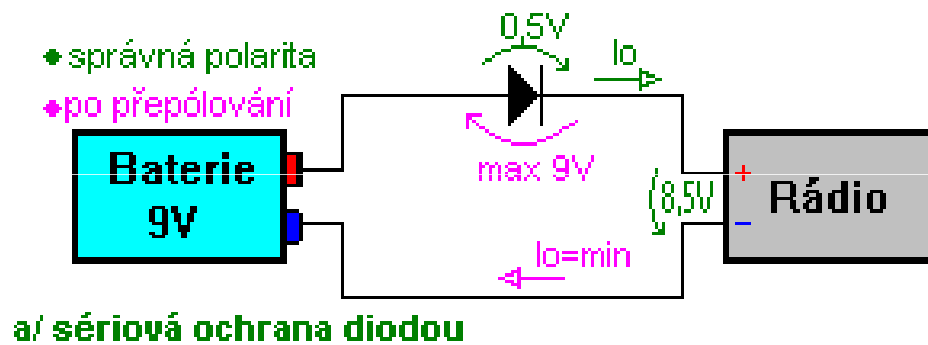 0,5V
• správná polarita
Io
•po přepólování
max 9V
Baterie
9V
+
(8,5V
Rádio
−
Io=min
a/ sériová ochrana diodou